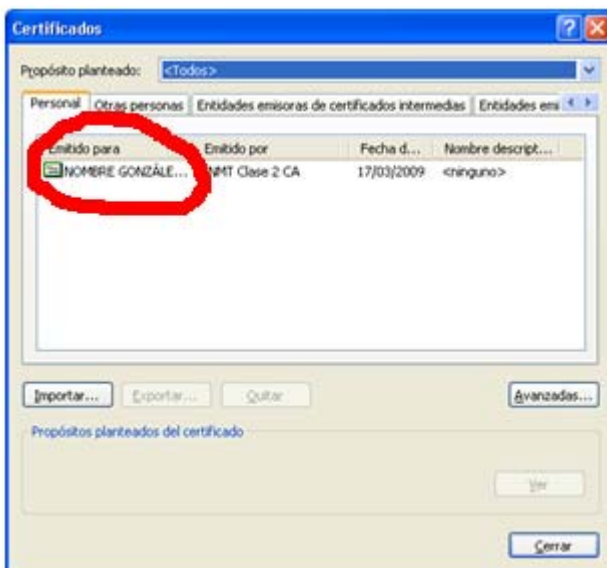 Certificados
Propósito planteado: <Todos>
Personal Otras personas Entidades emisoras de certificados intermedias Entidades emi
Emitido para Emitido por Fecha d... Nombre descript...
NOMBRE GONZÁLE... NMT Clase 2 CA 17/03/2009 <ninguno>
Importar... Exportar... Quitar Avanzadas...
Propósitos planteados del certificado
Ver
Cerrar